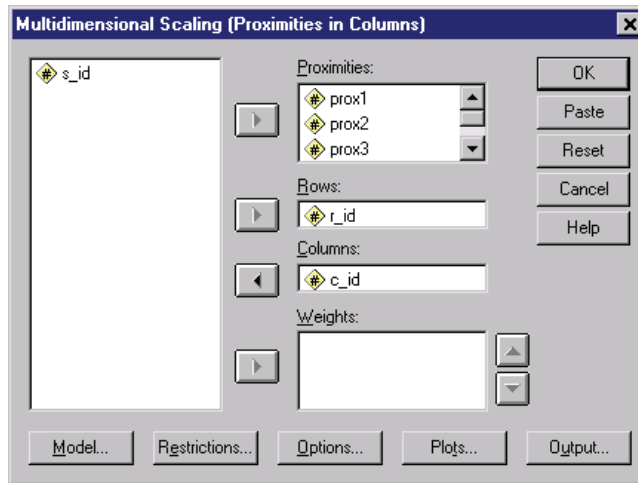 Multidimensional Scaling (Proximities in Columns)
s_id
Proximities:
prox1
prox2
prox3
Rows:
r_id
Columns:
c_id
Weights:
OK
Paste
Reset
Cancel
Help
Model...
Restrictions...
Options...
Plots...
Output...